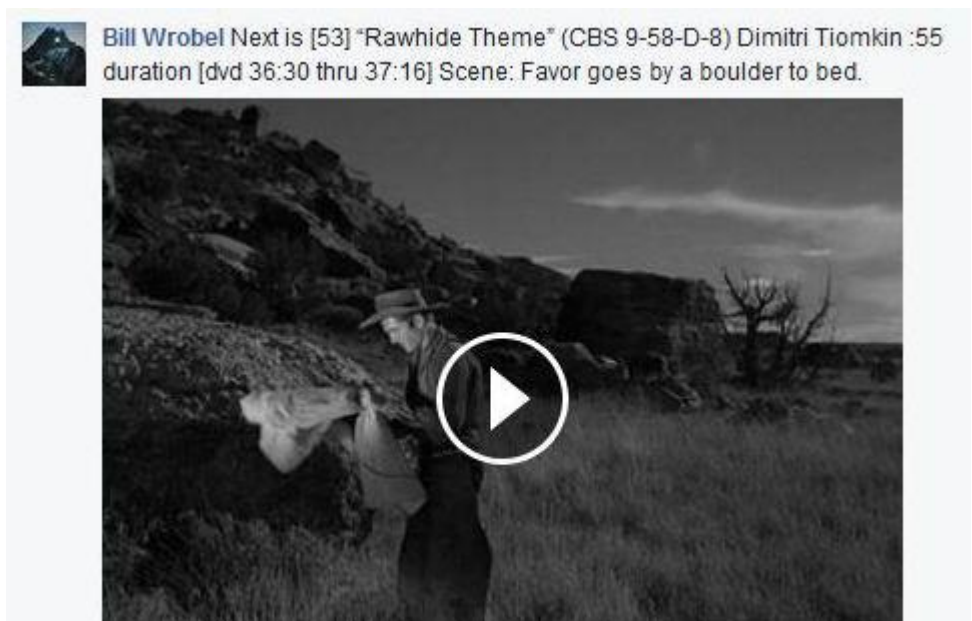 Bill Wrobel Next is [53] “Rawhide Theme” (CBS 9-58-D-8) Dimitri Tiomkin :55
duration [dvd 36:30 thru 37:16] Scene: Favor goes by a boulder to bed.